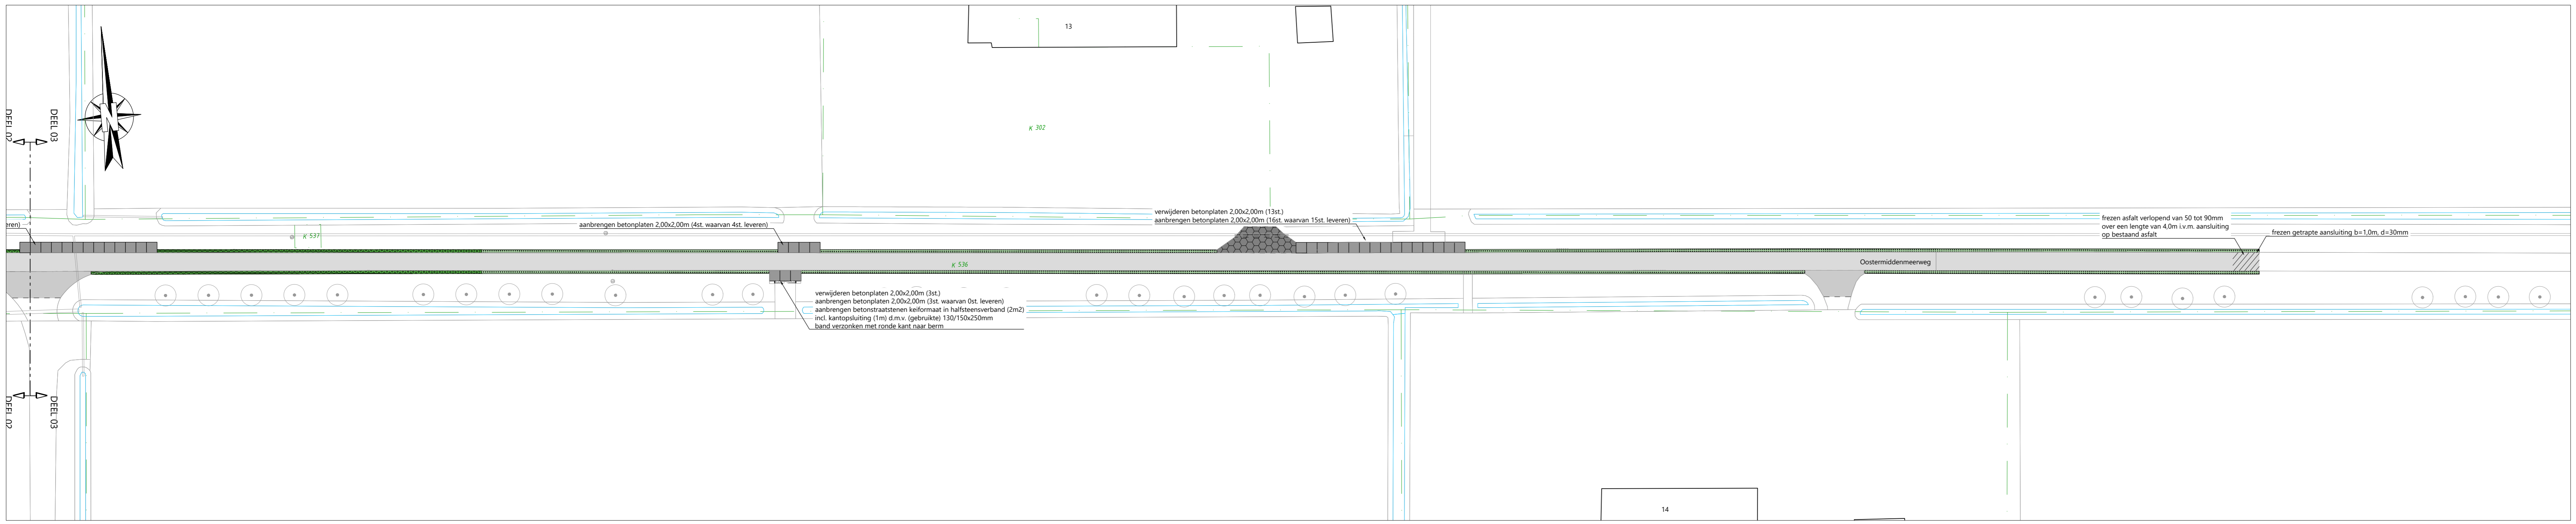 13
DEEL 02
DEEL 03
N
K 302
verwijderen betonplaten 2,00x2,00m (13st.)
aanbrengen betonplaten 2,00x2,00m (16st. waarvan 15st. leveren)
frezen asfalt verlopend van 50 tot 90mm
over een lengte van 4,0m i.v.m. aansluiting
op bestaand asfalt
eren)
aanbrengen betonplaten 2,00x2,00m (4st. waarvan 4st. leveren)
frezen getrapte aansluiting b=1,0m, d=30mm
K 537
K 536
Oostermiddenmeerweg
verwijderen betonplaten 2,00x2,00m (3st.)
aanbrengen betonplaten 2,00x2,00m (3st. waarvan 0st. leveren)
aanbrengen betonstraatstenen keiformaat in halfsteensverband (2m2)
incl. kantopsluiting (1m) d.m.v. (gebruikte) 130/150x250mm
band verzonken met ronde kant naar berm
DEEL 02
DEEL 03
14